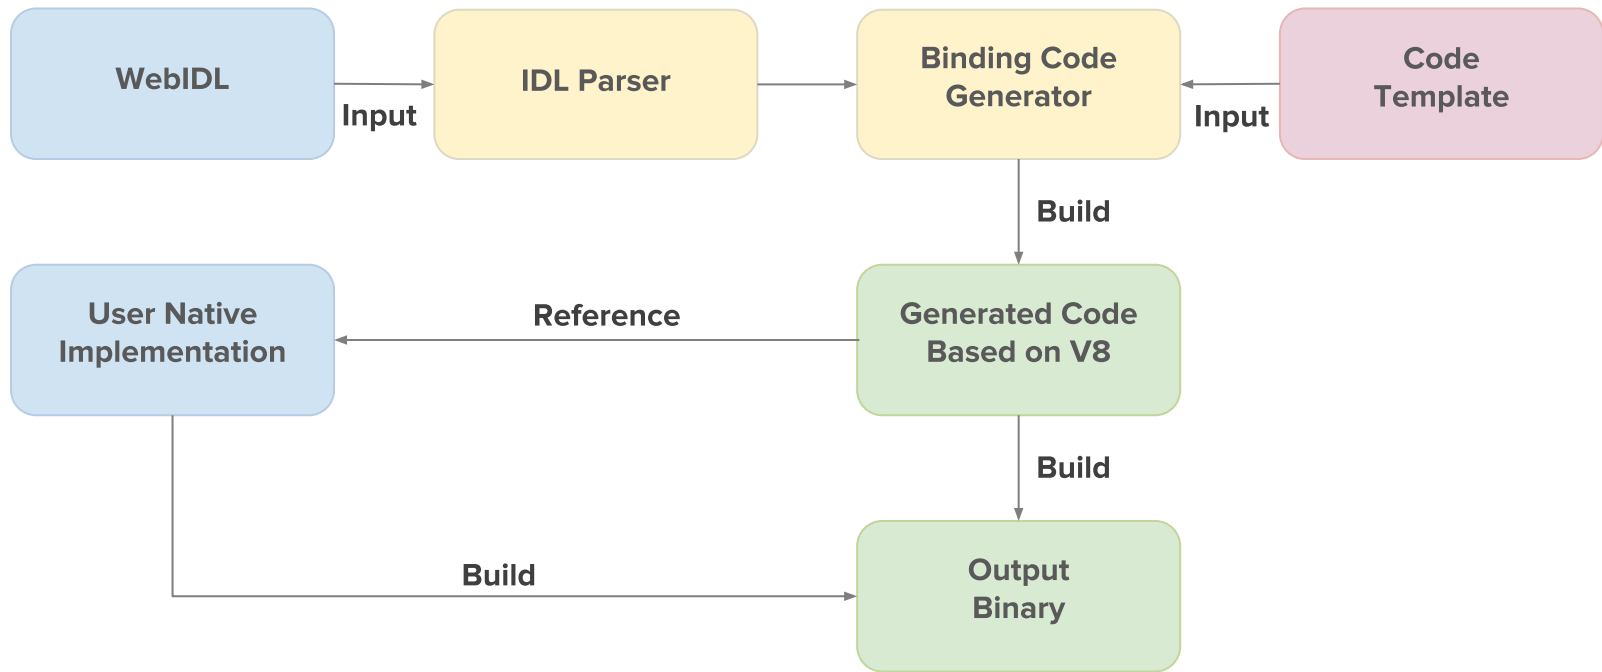 WebIDL
Input
IDL Parser
Binding Code
Generator
Input
Code
Template
Build
User Native
Implementation
Reference
Generated Code
Based on V8
Build
Build
Output
Binary